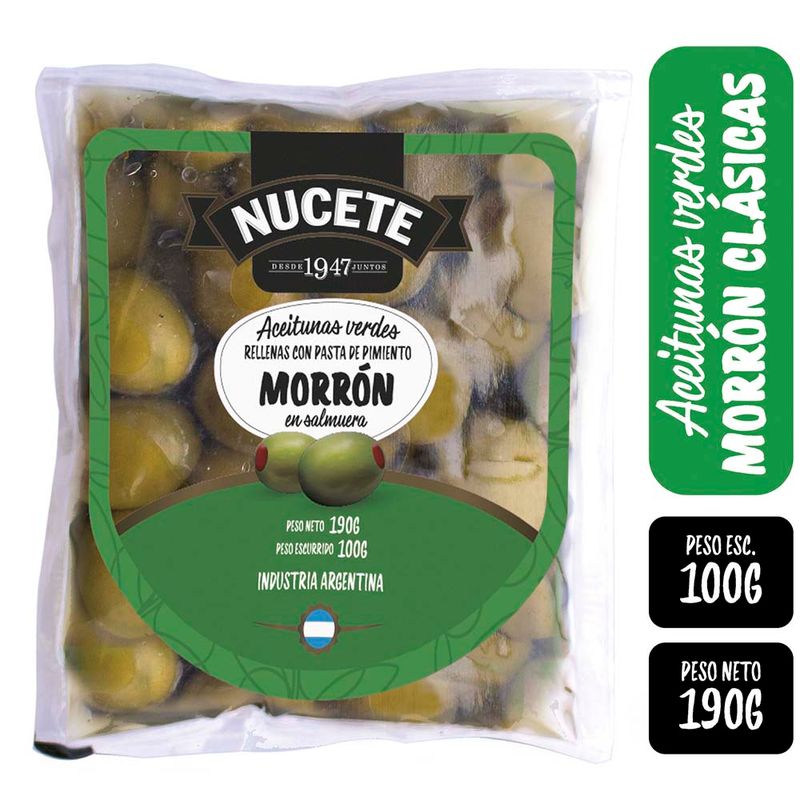 NUCETE
DESDE 1947 JUNTOS
Aceitunas verdes
RELLENAS CON PASTA DE PIMIENTO
MORRÓN
en salmuera
PESO NETO 190G
PESO ESCURRIDO 100G
INDUSTRIA ARGENTINA
Aceitunas verdes
MORRÓN CLÁSICAS
PESO ESC.
100G
PESO NETO
190G